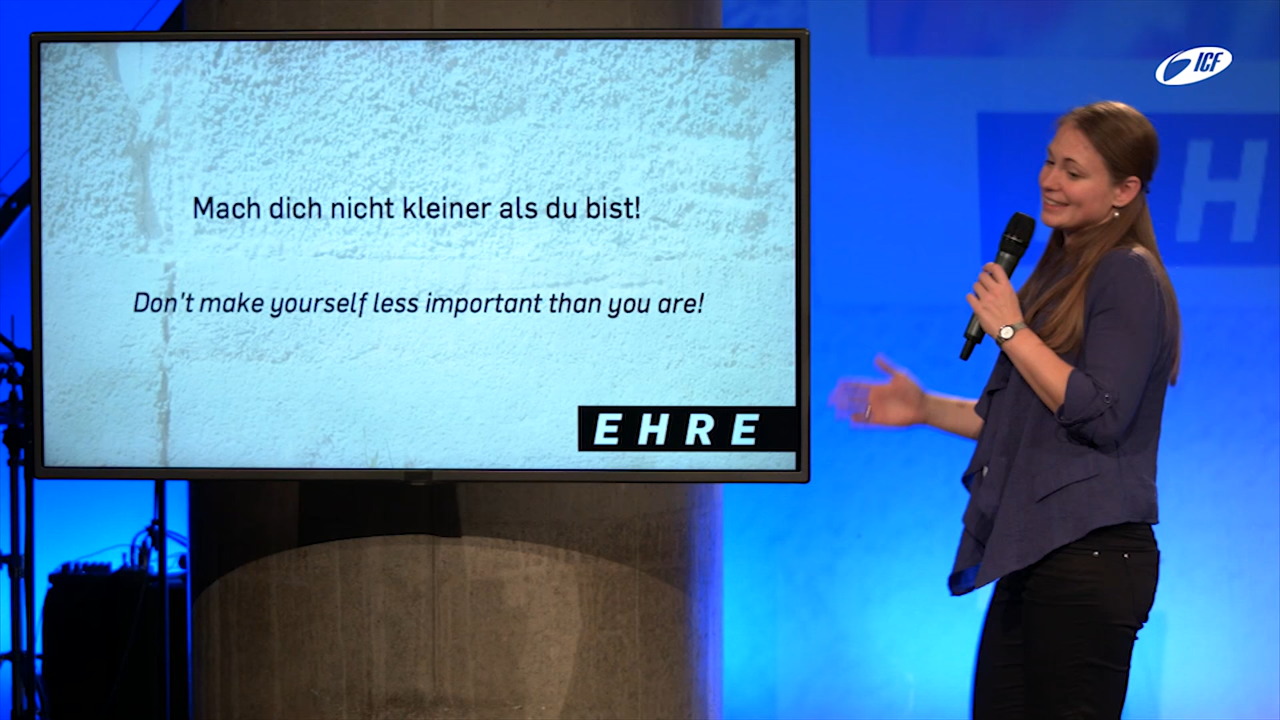 ICF
Mach dich nicht kleiner als du bist!
Don't make yourself less important than you are!
EHRE
H